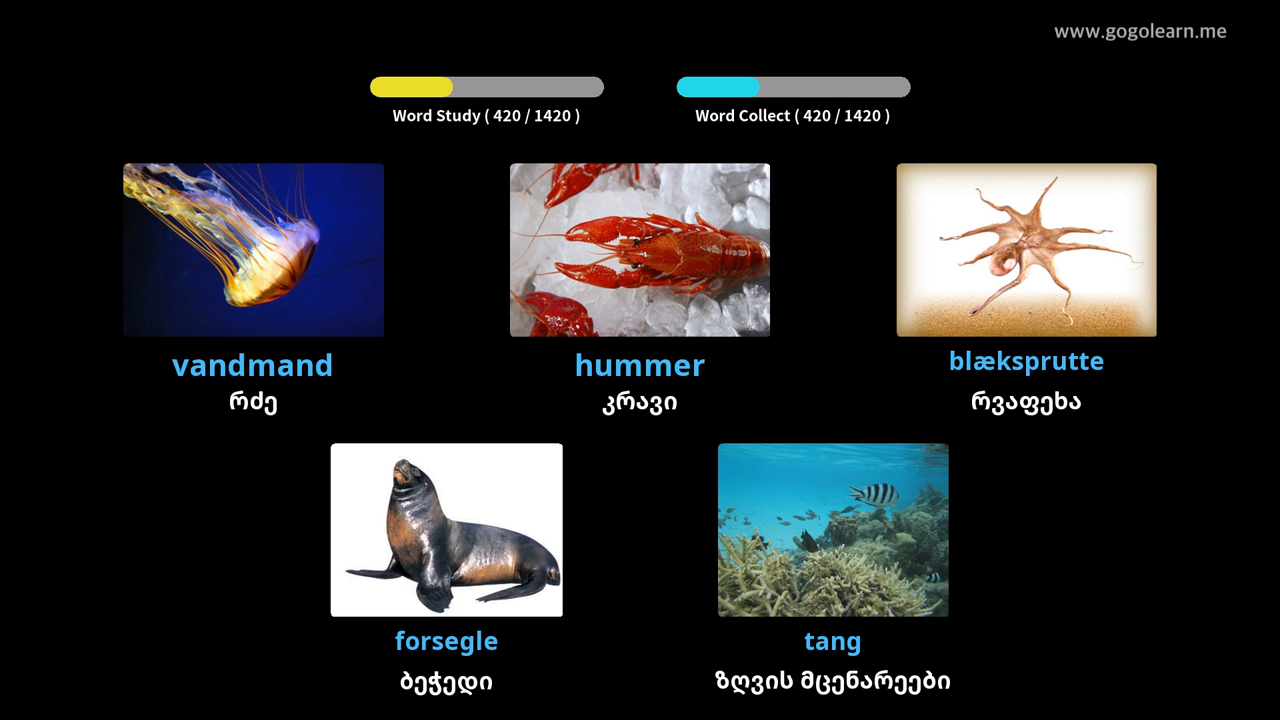 www.gogolearn.me
Word Study ( 420 / 1420 )
Word Collect ( 420 / 1420 )
vandmand
რძე
hummer
კრავი
blæksprutte
რვაფეხა
forsegle
ბეჭედი
tang
ზღვის მცენარეები